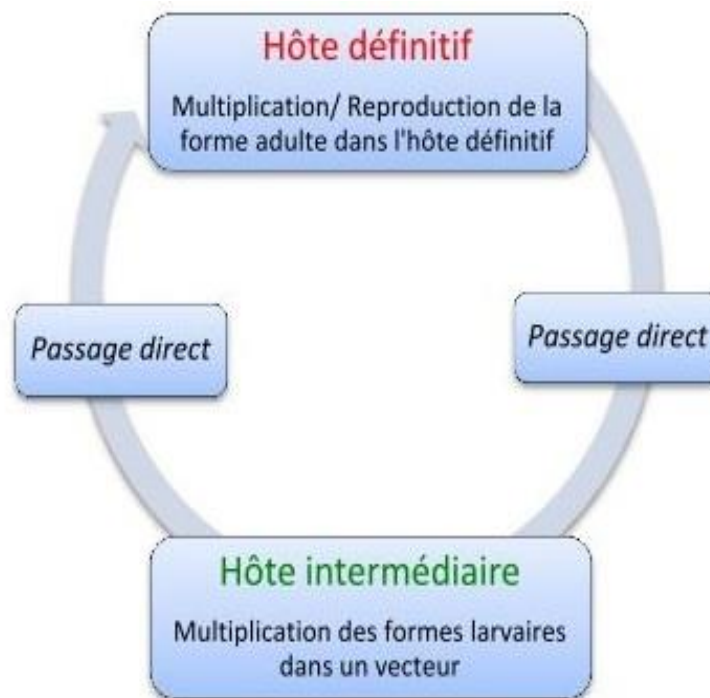 Hôte définitif
Multiplication/ Reproduction de la
forme adulte dans l'hôte définitif
Passage direct
Passage direct
Hôte intermédiaire
Multiplication des formes larvaires
dans un vecteur